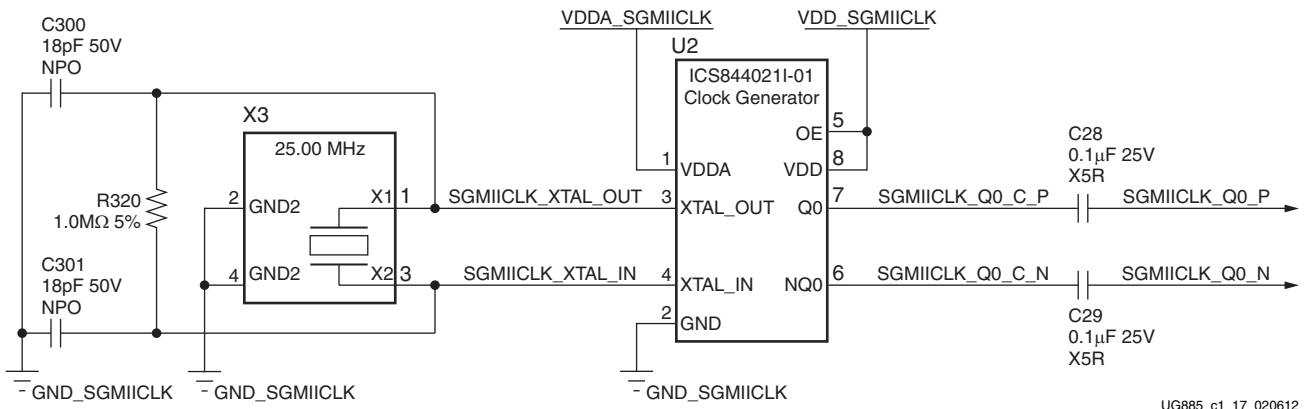 C300
18pF 50V
NPO
VDDA_SGMIICLK
VDD_SGMIICLK
U2
ICS844021I-01
Clock Generator
X3
25.00 MHz
OE 5
1 VDDA
VDD 8
C28
0.1µF 25V
X5R
R320
1.0MΩ 5%
2 GND2
X1 1
SGMIICLK_XTAL_OUT
3 XTAL_OUT
Q0 7
SGMIICLK_Q0_C_P
SGMIICLK_Q0_P
C301
18pF 50V
NPO
4 GND2
X2 3
SGMIICLK_XTAL_IN
4 XTAL_IN
NQ0 6
SGMIICLK_Q0_C_N
SGMIICLK_Q0_N
2 GND
C29
0.1µF 25V
X5R
GND_SGMIICLK
GND_SGMIICLK
GND_SGMIICLK
UG885_c1_17_020612